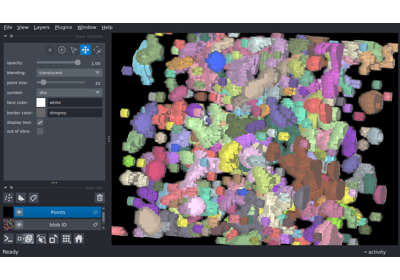 File View Layers Plugins Window Help
opacity: 1.00
blending: translucent
point size: 10
symbol: disc
face color: white
border color: dimgrey
display text:
out of slice:
Points
blob ID
Ready
activity